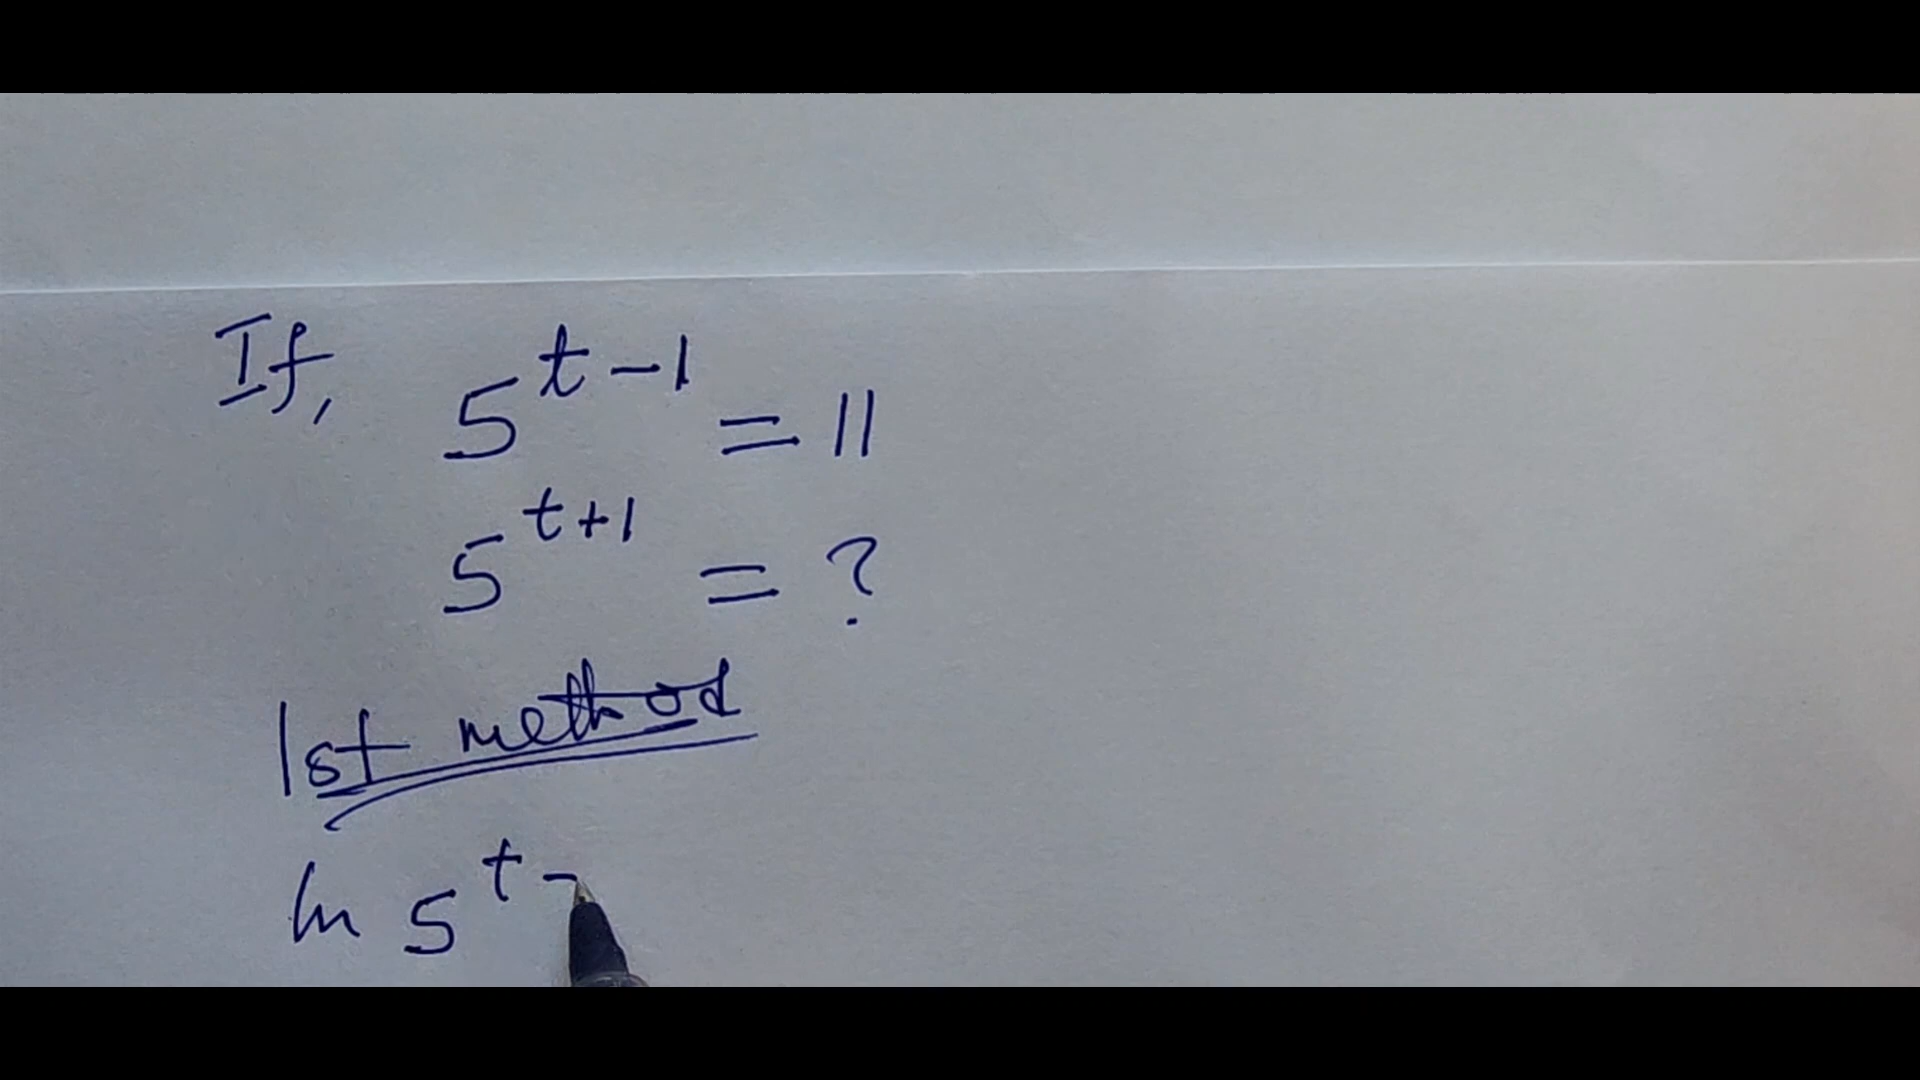 If, 5^{t-1} = 11
5^{t+1} = ?
1st method
ln 5^{t-